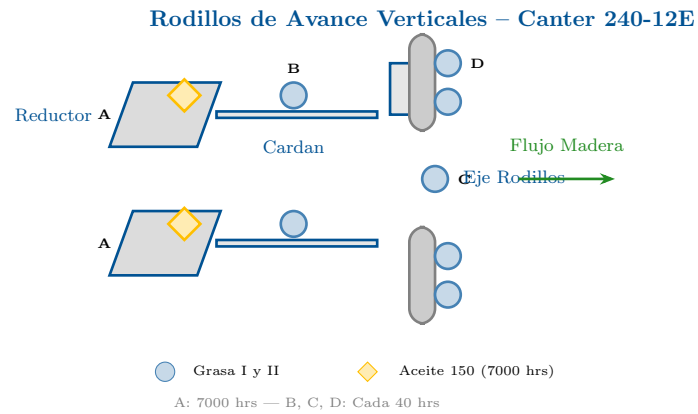 Rodillos de Avance Verticales – Canter 240-12E
B
D
Reductor A
Cardan
Flujo Madera
C Eje Rodillos
A
Grasa I y II
Aceite 150 (7000 hrs)
A: 7000 hrs — B, C, D: Cada 40 hrs